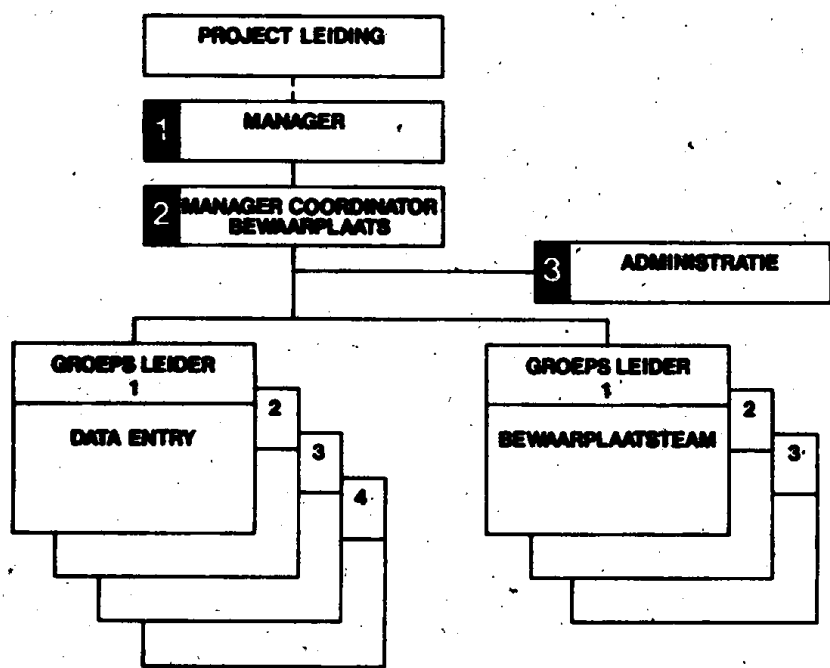 PROJECT LEIDING
1 MANAGER
2 MANAGER COORDINATOR
BEWAARPLAATS
3 ADMINISTRATIE
GROEPS LEIDER
1
DATA ENTRY
2
3
4
GROEPS LEIDER
1
BEWAARPLAATSTEAM
2
3